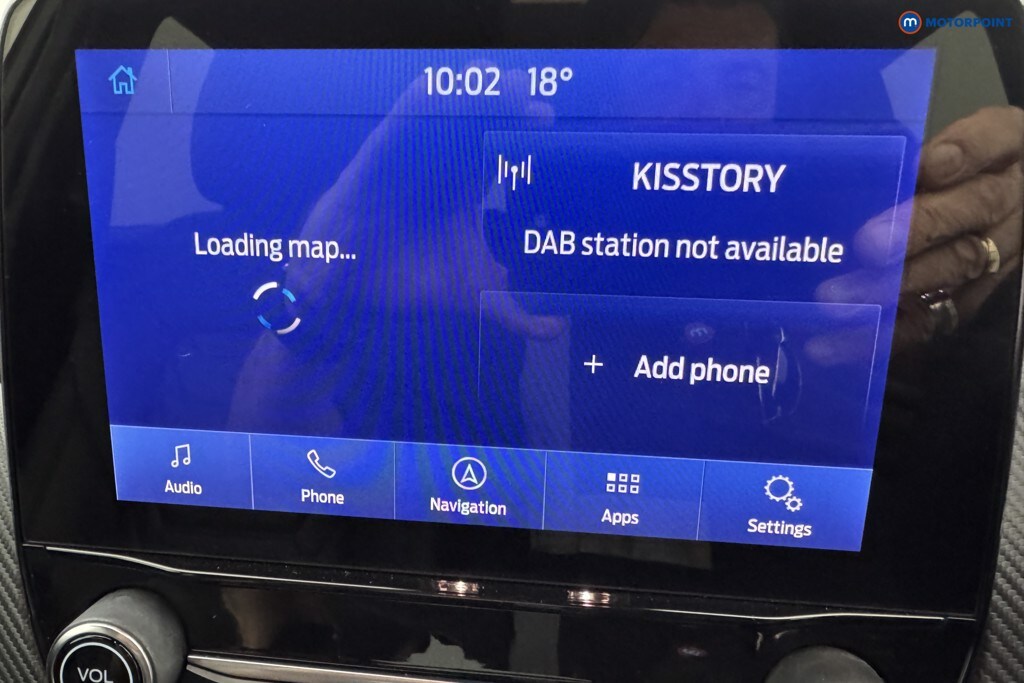 MOTORPOINT
10:02 18°
KISSTORY
DAB station not available
Loading map...
+ Add phone
Audio
Phone
Navigation
Apps
Settings
VOL